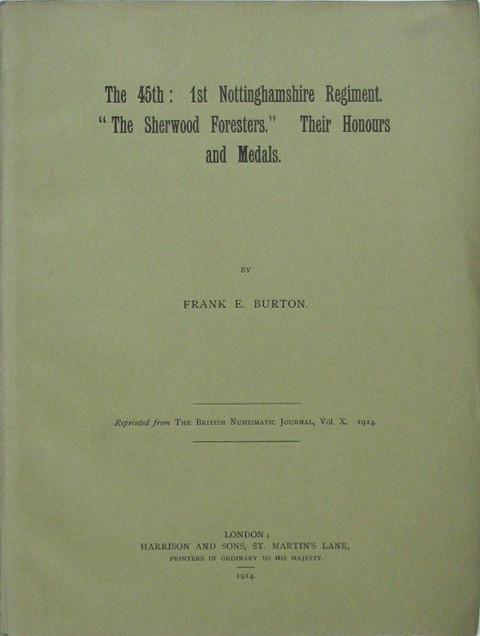 The 45th: 1st Nottinghamshire Regiment.
“The Sherwood Foresters.” Their Honours
and Medals.
BY
FRANK E. BURTON.
Reprinted from THE BRITISH NUMISMATIC JOURNAL, Vol. X. 1914.
LONDON:
HARRISON AND SONS, ST. MARTIN'S LANE,
PRINTERS IN ORDINARY TO HIS MAJESTY.
1914.